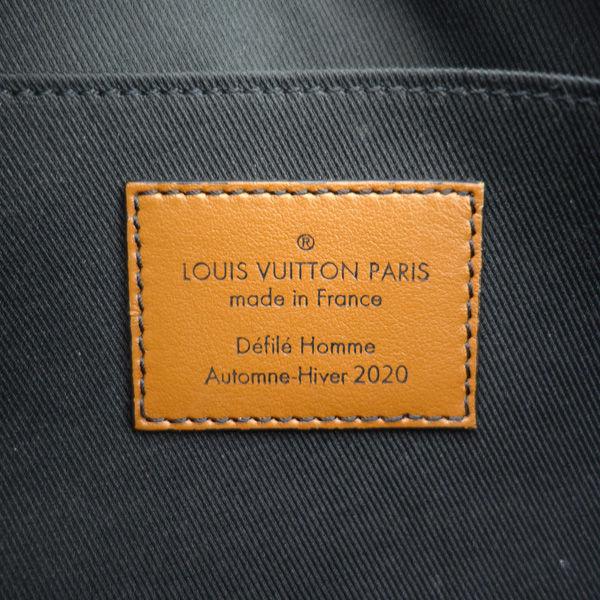 ®
LOUIS VUITTON PARIS
made in France
Défilé Homme
Automne-Hiver 2020